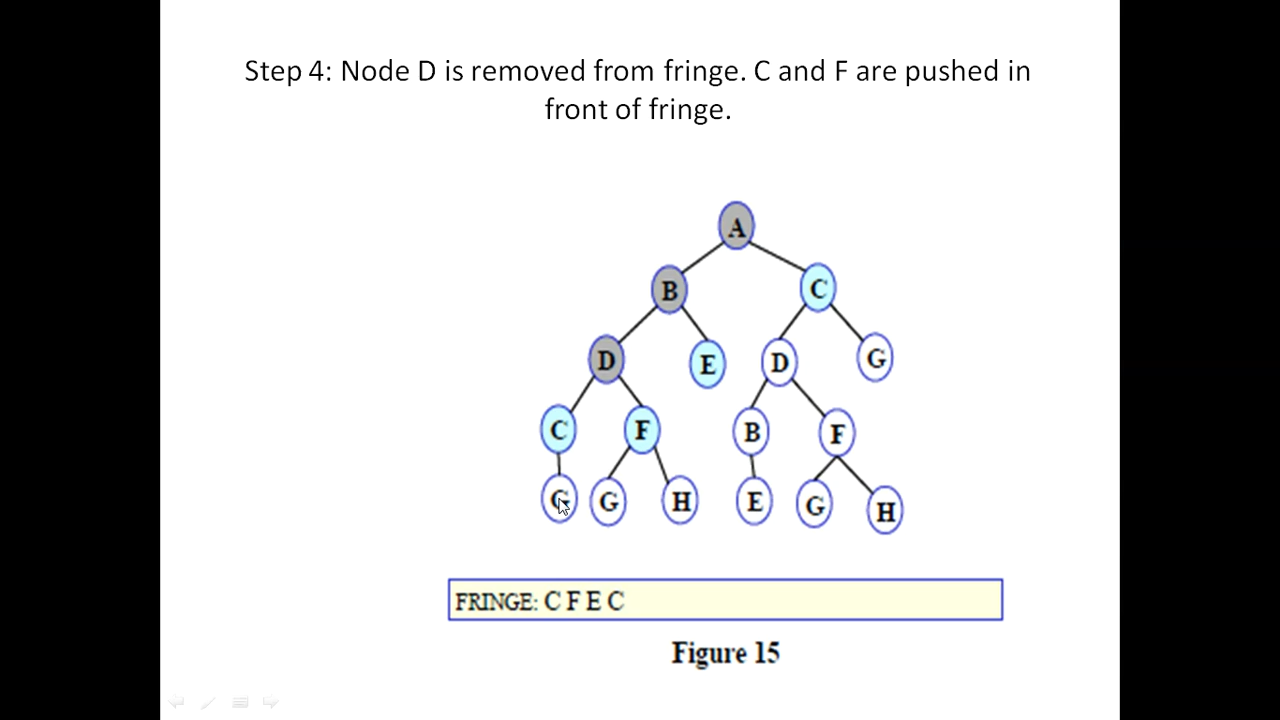 Step 4: Node D is removed from fringe. C and F are pushed in
front of fringe.
A
B C
D E D G
C F B F
G G H E G H
FRINGE: C F E C
Figure 15